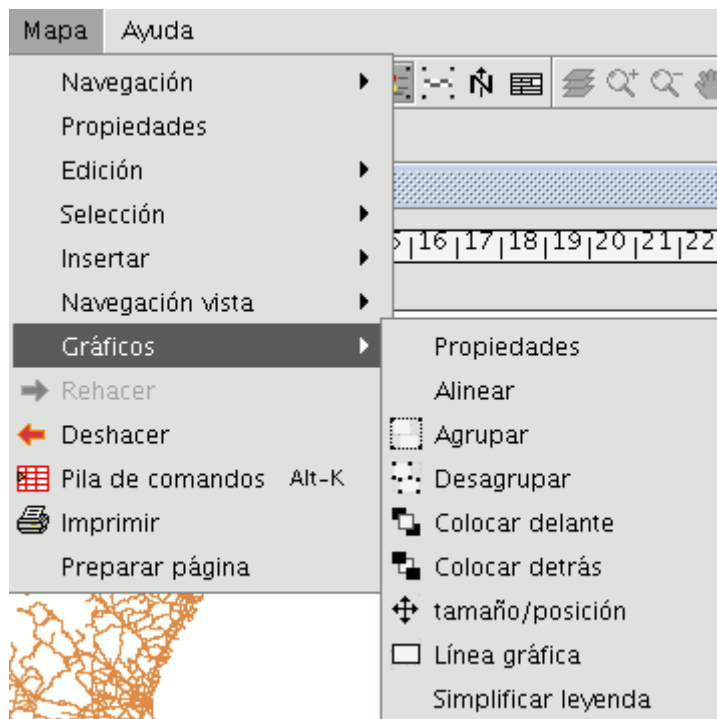 Mapa Ayuda
Navegación
Propiedades
Edición
Selección
Insertar
Navegación vista
Gráficos
Rehacer
Deshacer
Pila de comandos Alt-K
Imprimir
Preparar página
16 17 18 19 20 21 22
Propiedades
Alinear
Agrupar
Desagrupar
Colocar delante
Colocar detrás
tamaño/posición
Línea gráfica
Simplificar leyenda